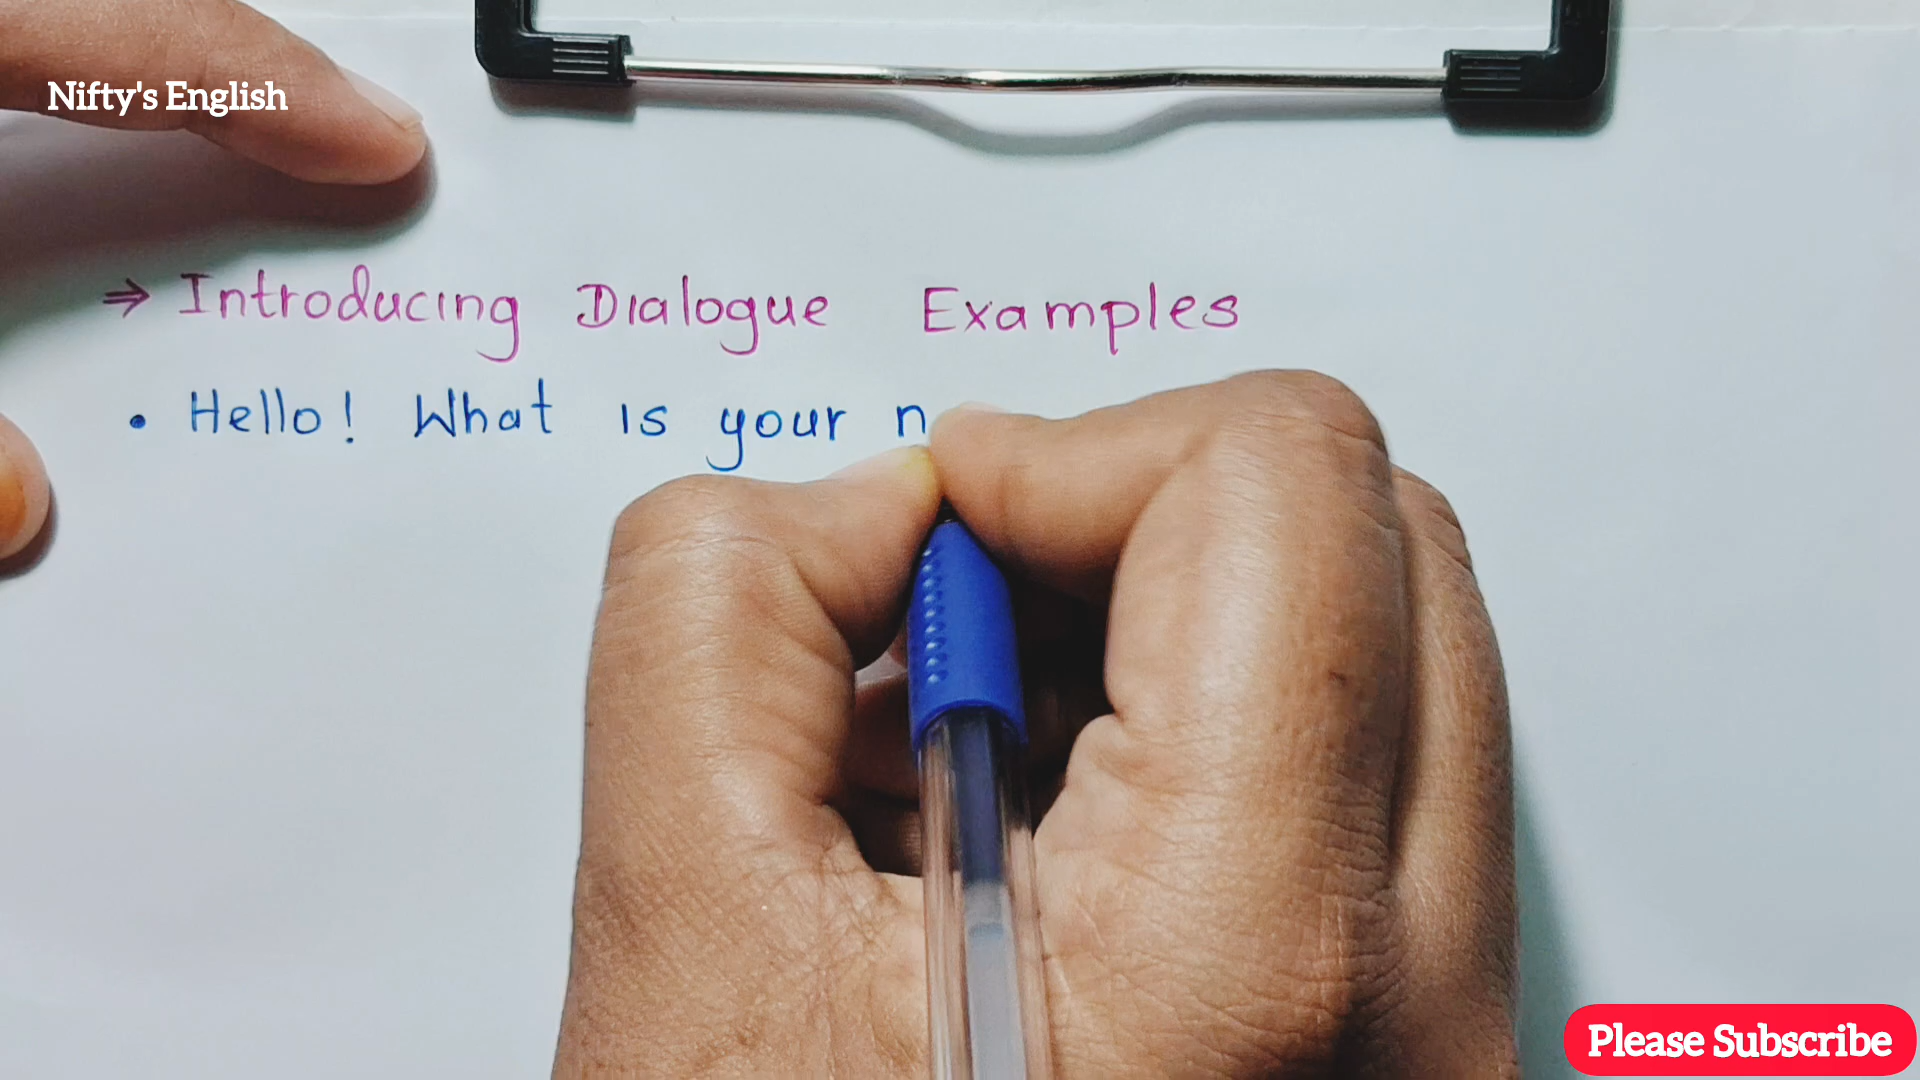 Nifty's English
⇒ Introducing Dialogue Examples
• Hello! What is your n
Please Subscribe